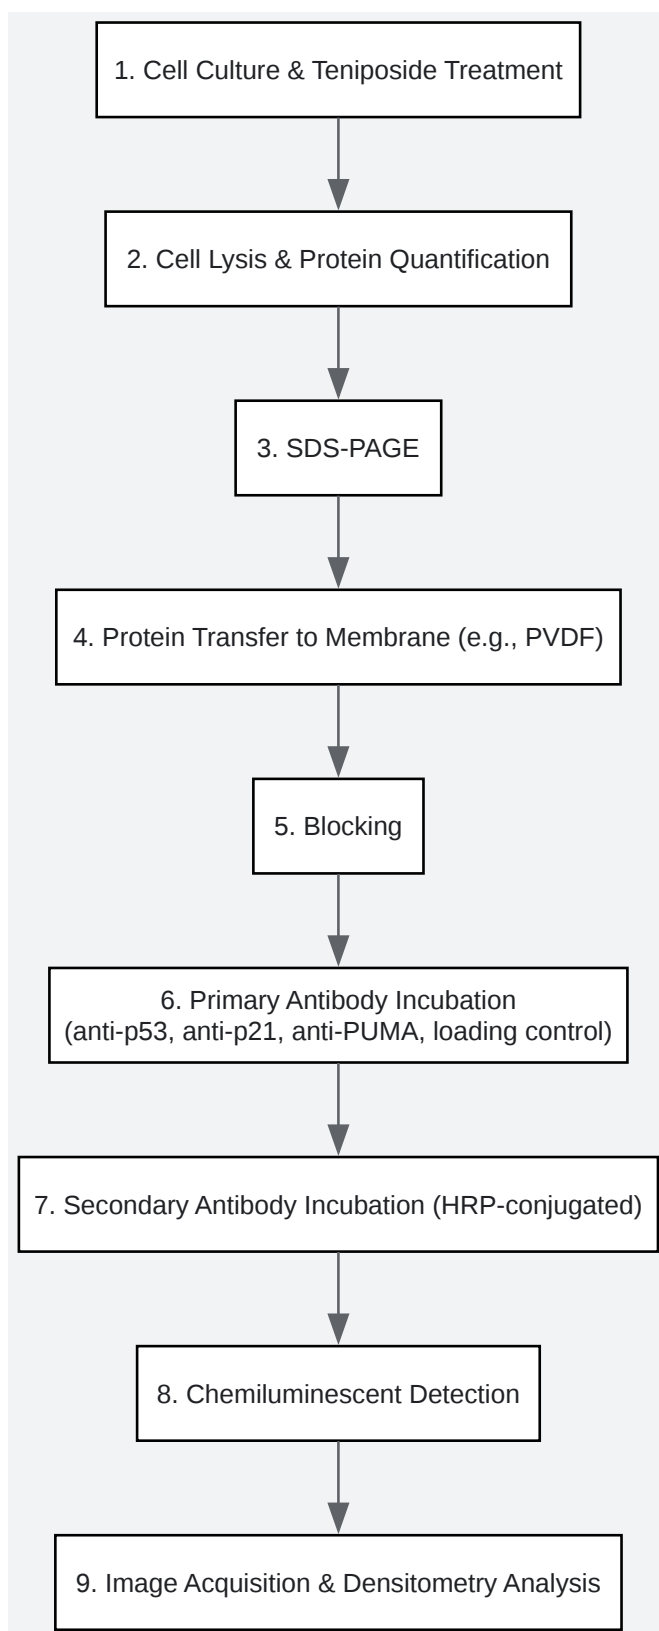 1. Cell Culture & Teniposide Treatment
2. Cell Lysis & Protein Quantification
3. SDS-PAGE
4. Protein Transfer to Membrane (e.g., PVDF)
5. Blocking
6. Primary Antibody Incubation
(anti-p53, anti-p21, anti-PUMA, loading control)
7. Secondary Antibody Incubation (HRP-conjugated)
8. Chemiluminescent Detection
9. Image Acquisition & Densitometry Analysis